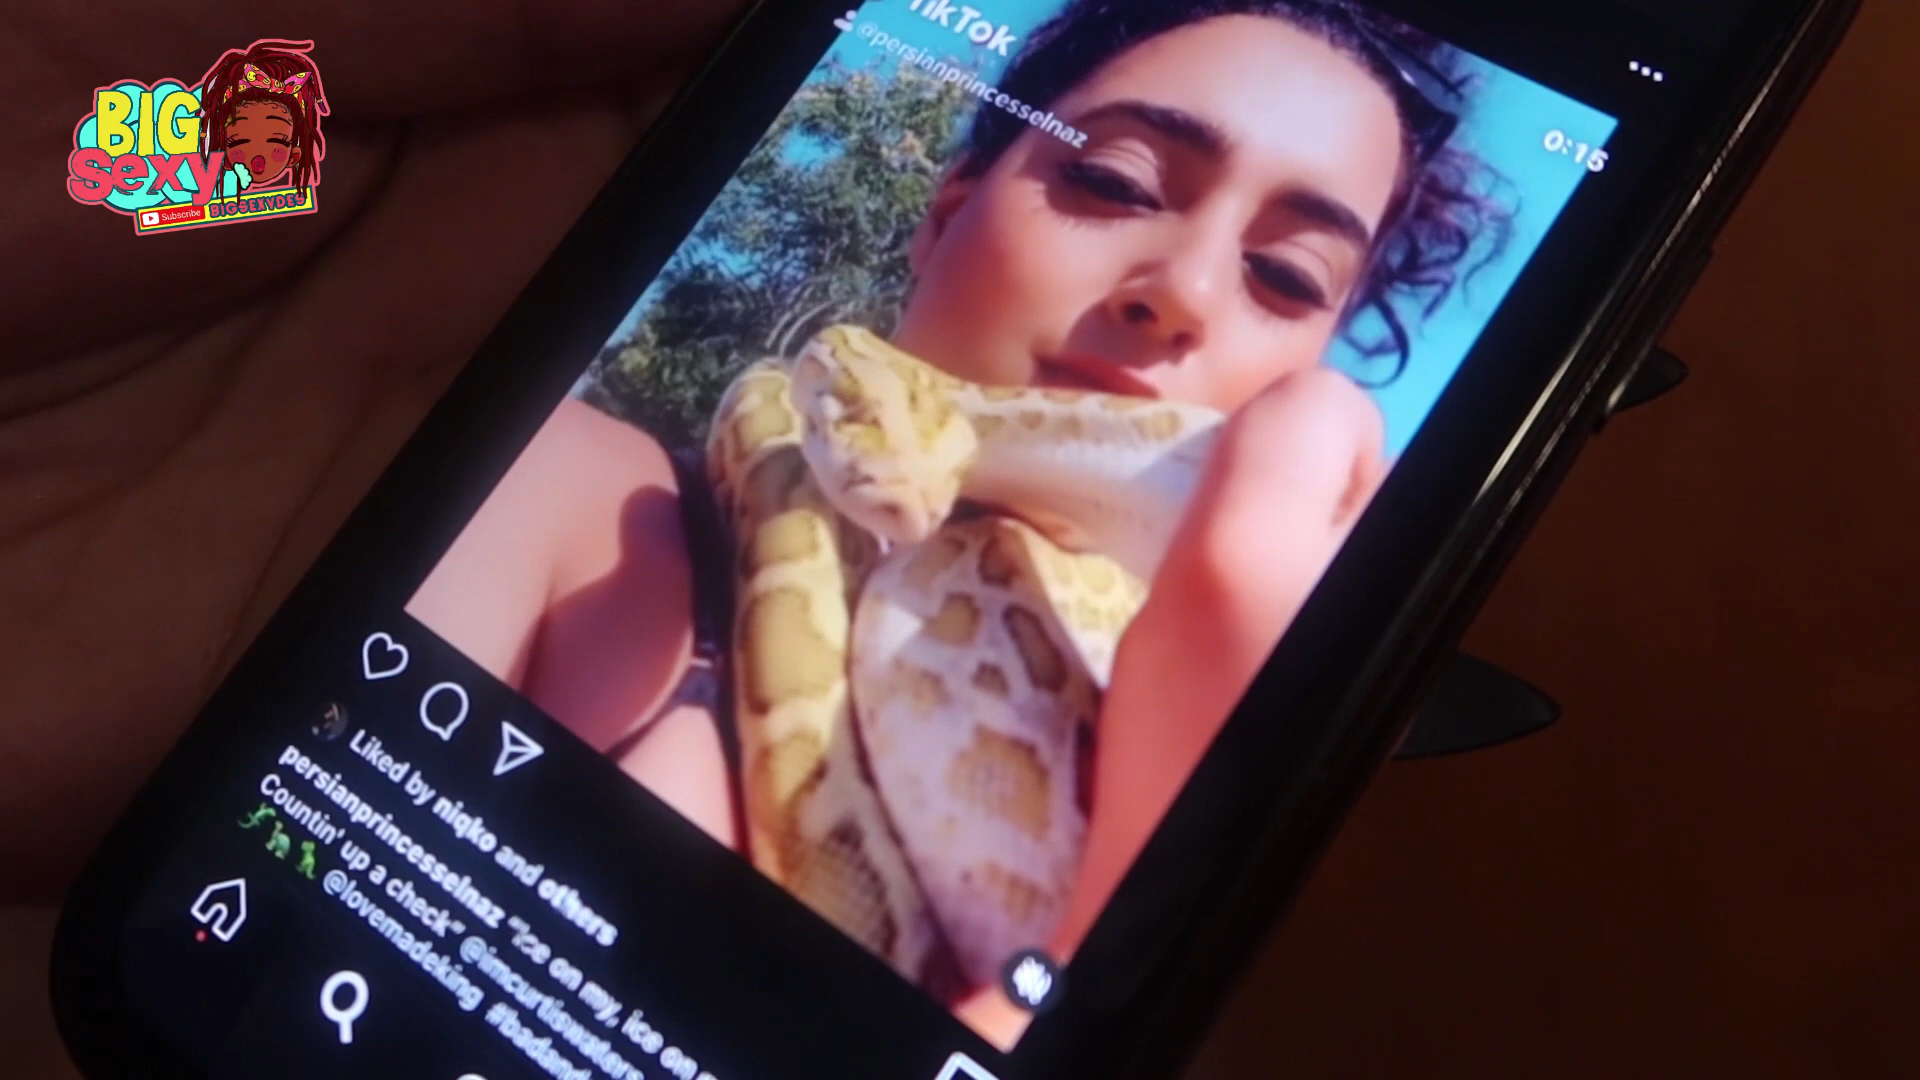 BIG
sexy
Subscribe BIGSEXYDEY
TikTok
@persianprincesselnaz
0:15
Liked by niqko and others
persianprincesselnaz "ice on my, ice on
Countin' up a check" @imcurtiswaters
@lovemadeking